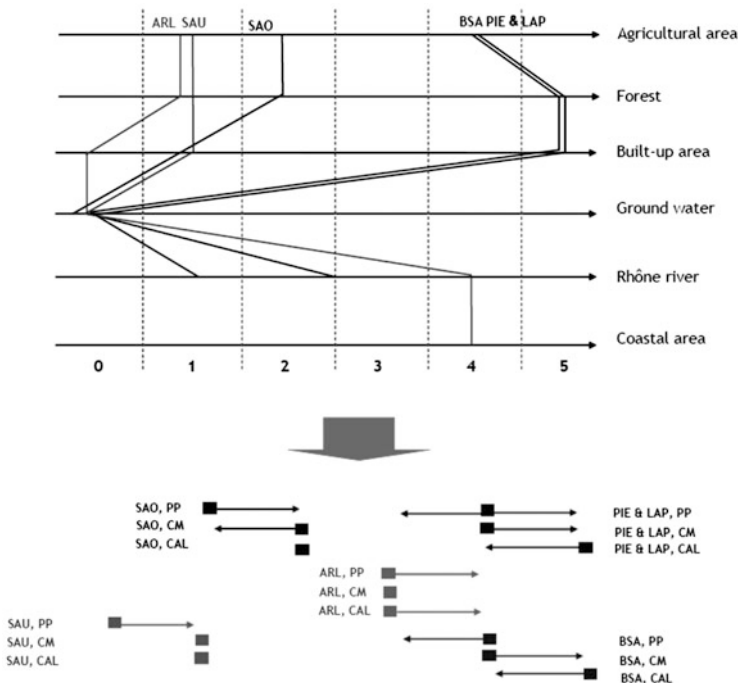 ARL SAU SAO BSA PIE & LAP
Agricultural area
Forest
Built-up area
Ground water
Rhône river
Coastal area
0 1 2 3 4 5
SAO, PP
SAO, CM
SAO, CAL
PIE & LAP, PP
PIE & LAP, CM
PIE & LAP, CAL
ARL, PP
ARL, CM
ARL, CAL
SAU, PP
SAU, CM
SAU, CAL
BSA, PP
BSA, CM
BSA, CAL